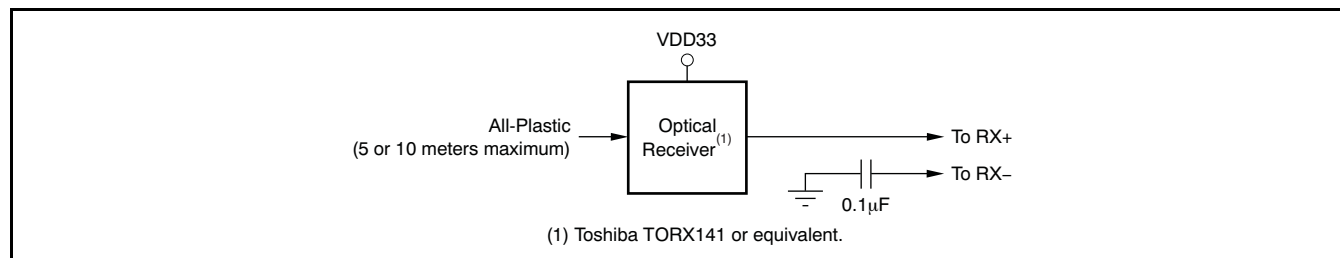 VDD33
All-Plastic
(5 or 10 meters maximum)
Optical
Receiver(1)
To RX+
To RX–
0.1μF
(1) Toshiba TORX141 or equivalent.